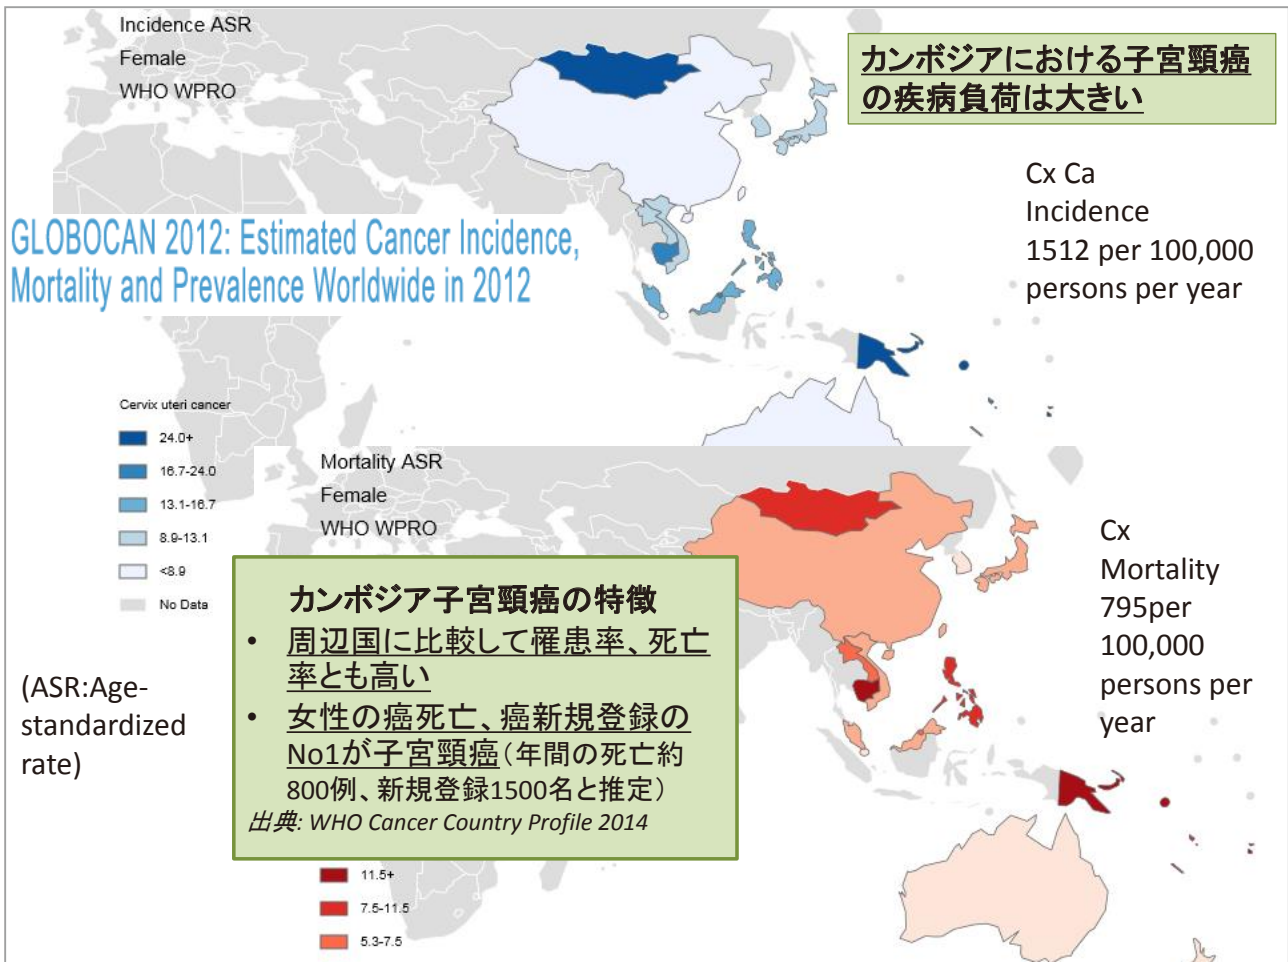 Incidence ASR
Female
WHO WPRO
カンボジアにおける子宮頸癌
の疾病負荷は大きい
Cx Ca
Incidence
1512 per 100,000
persons per year
GLOBOCAN 2012: Estimated Cancer Incidence,
Mortality and Prevalence Worldwide in 2012
Cervix uteri cancer
24.0+
16.7-24.0
13.1-16.7
8.9-13.1
<8.9
No Data
Mortality ASR
Female
WHO WPRO
Cx
Mortality
795per
100,000
persons per
year
カンボジア子宮頸癌の特徴
• 周辺国に比較して罹患率、死亡
率とも高い
• 女性の癌死亡、癌新規登録の
No1が子宮頸癌（年間の死亡約
800例、新規登録1500名と推定）
出典: WHO Cancer Country Profile 2014
(ASR:Age-
standardized
rate)
11.5+
7.5-11.5
5.3-7.5